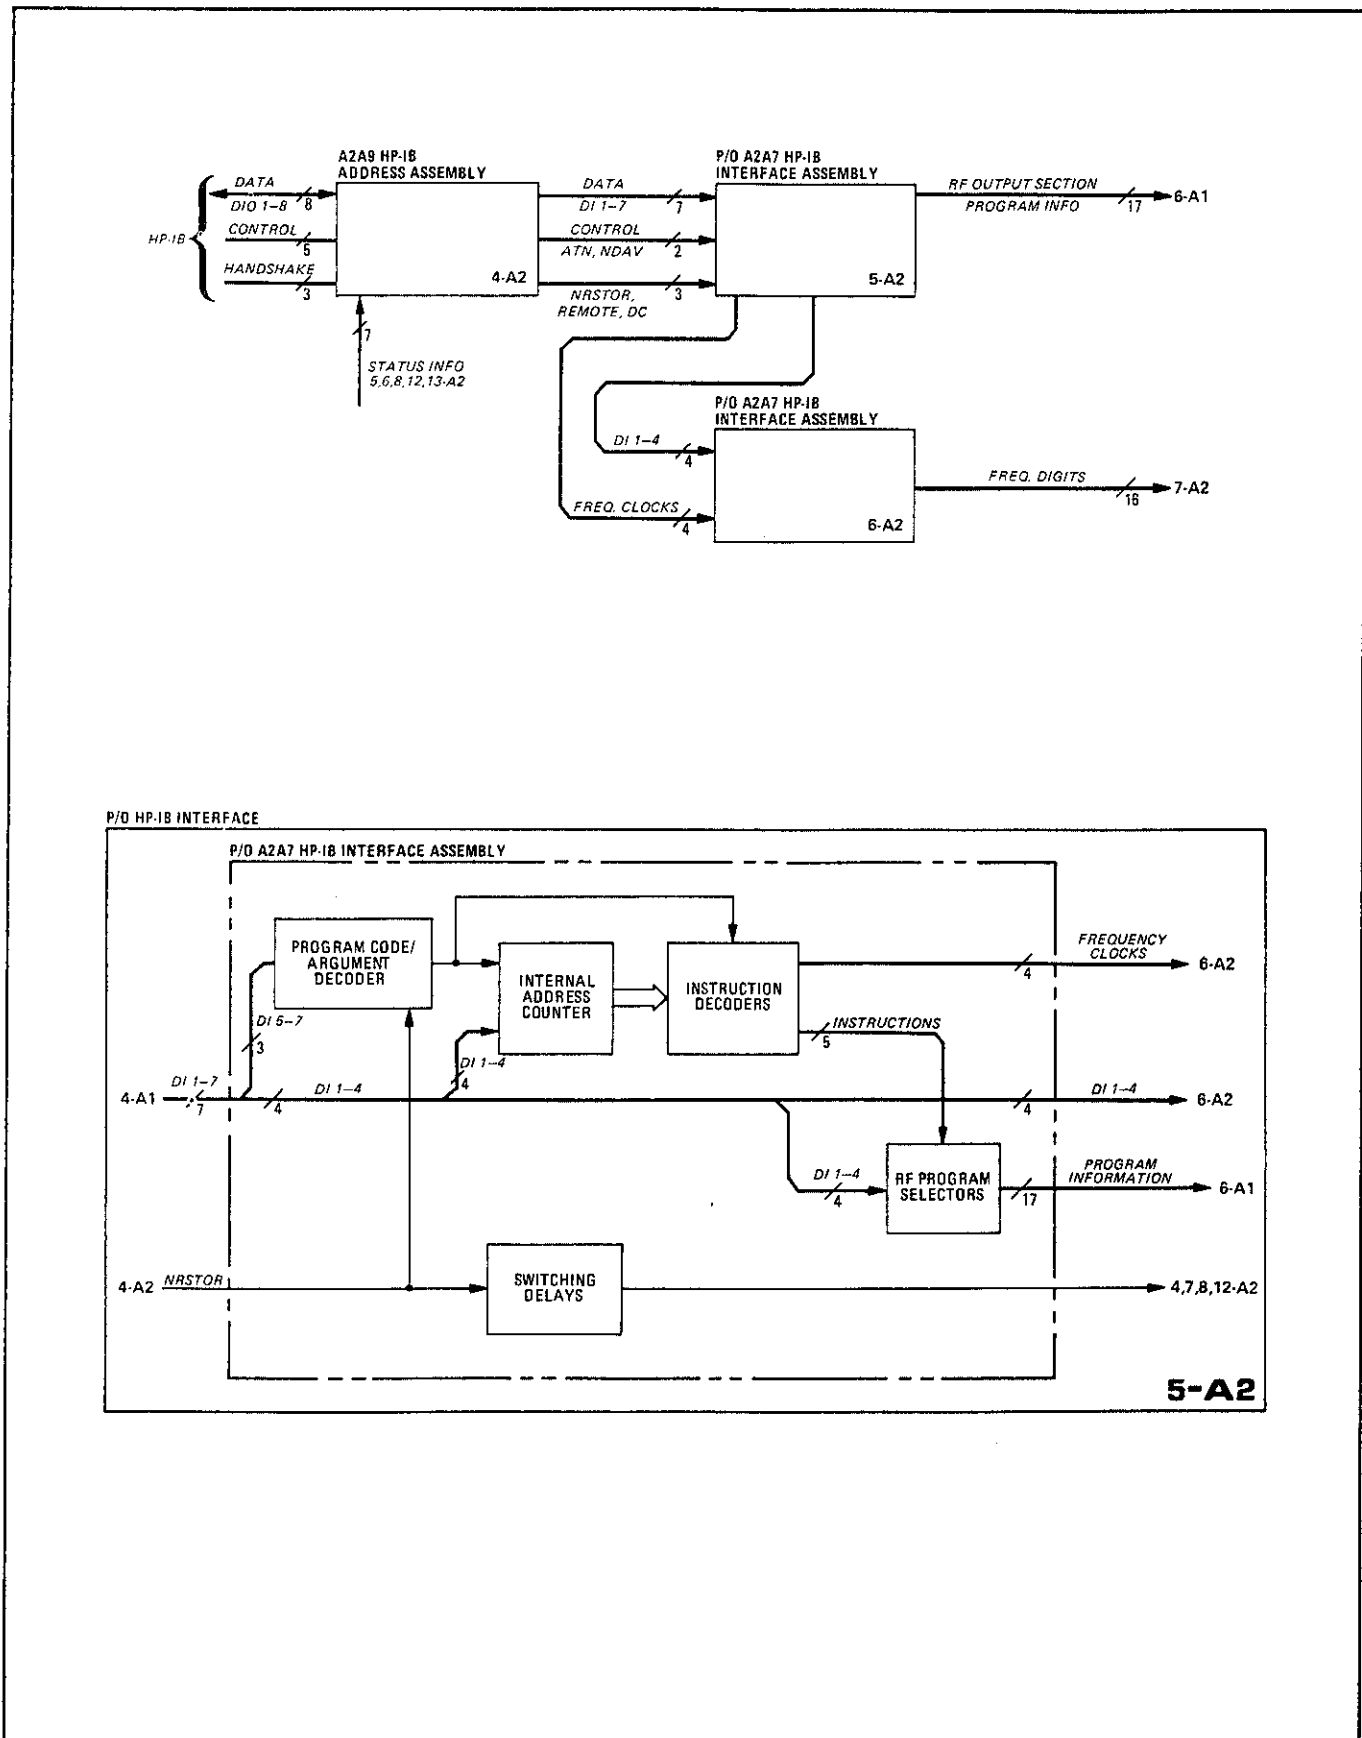 A2A9 HP-IB
ADDRESS ASSEMBLY
P/O A2A7 HP-IB
INTERFACE ASSEMBLY
HP-IB
DATA
DIO 1–8
8
CONTROL
5
HANDSHAKE
3
4-A2
7
STATUS INFO
5,6,8,12,13-A2
DATA
DI 1–7
7
CONTROL
2
ATN, NDAV
NRSTOR,
3
REMOTE, DC
5-A2
RF OUTPUT SECTION
PROGRAM INFO
17
6-A1
P/O A2A7 HP-IB
INTERFACE ASSEMBLY
DI 1–4
4
FREQ. CLOCKS
4
6-A2
FREQ. DIGITS
16
7-A2
P/O HP-IB INTERFACE
P/O A2A7 HP-IB INTERFACE ASSEMBLY
PROGRAM CODE/
ARGUMENT
DECODER
INTERNAL
ADDRESS
COUNTER
INSTRUCTION
DECODERS
FREQUENCY
CLOCKS
4
6-A2
DI 5–7
3
DI 1–4
4
INSTRUCTIONS
5
4-A1
DI 1–7
7
DI 1–4
4
4
DI 1–4
6-A2
DI 1–4
4
RF PROGRAM
SELECTORS
17
PROGRAM
INFORMATION
6-A1
4-A2
NRSTOR
SWITCHING
DELAYS
4,7,8,12-A2
5-A2